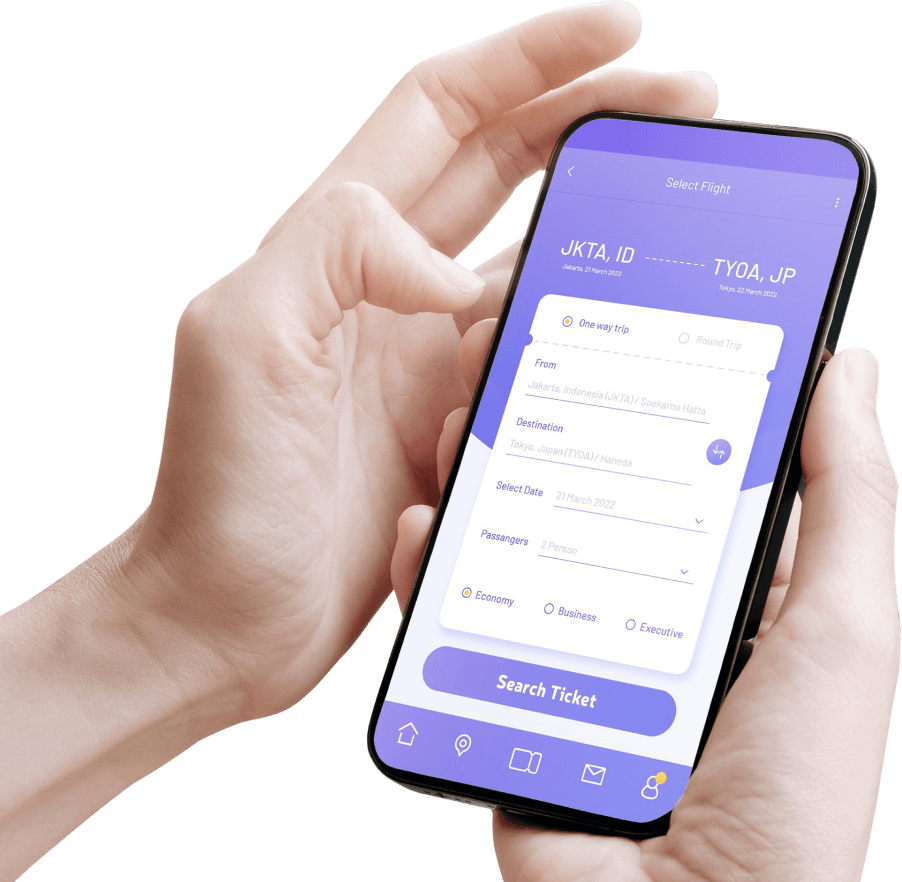 Select Flight
JKTA, ID
Jakarta, 21 March 2022
TYOA, JP
Tokyo, 22 March 2022
One way trip
Round Trip
From
Jakarta, Indonesia (JKTA) / Soekarno Hatta
Destination
Tokyo, Japan (TYOA) / Haneda
Select Date
21 March 2022
Passangers
2 Person
Economy
Business
Executive
Search Ticket